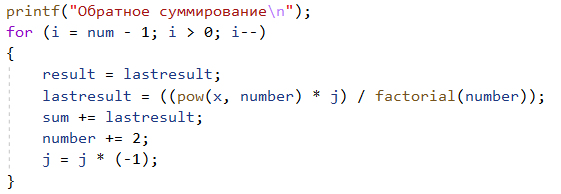 printf("Обратное суммирование\n");
for (i = num - 1; i > 0; i--)
{
    result = lastresult;
    lastresult = ((pow(x, number) * j) / factorial(number));
    sum += lastresult;
    number += 2;
    j = j * (-1);
}